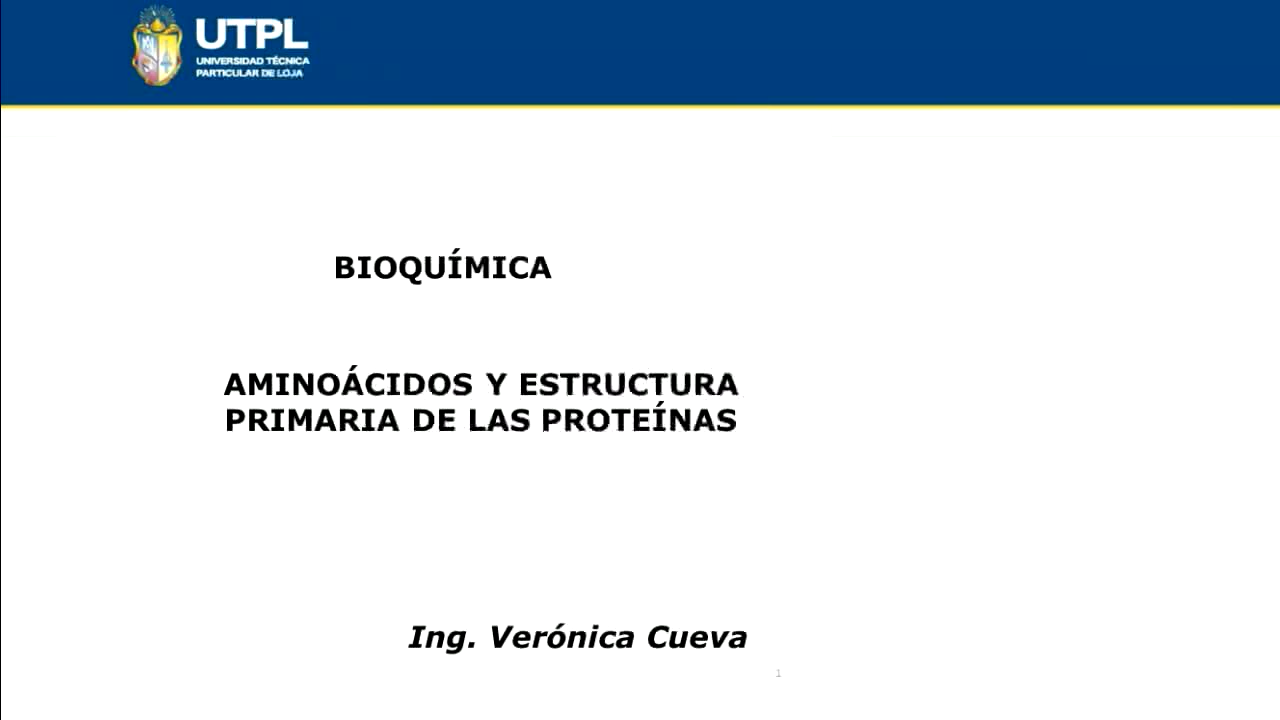 UTPL
UNIVERSIDAD TÉCNICA
PARTICULAR DE LOJA
BIOQUÍMICA
AMINOÁCIDOS Y ESTRUCTURA
PRIMARIA DE LAS PROTEÍNAS
Ing. Verónica Cueva
1